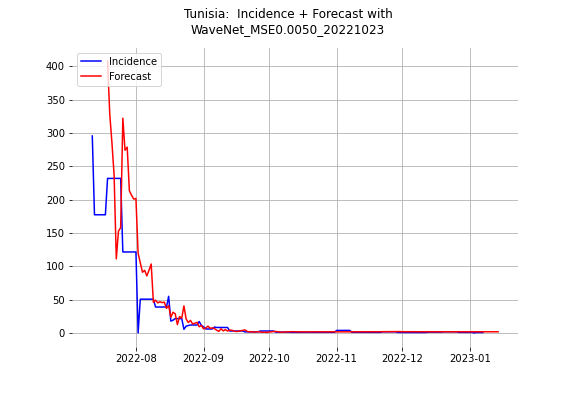 Tunisia:  Incidence + Forecast with
WaveNet_MSE0.0050_20221023
Incidence
Forecast
400
350
300
250
200
150
100
50
0
2022-08 2022-09 2022-10 2022-11 2022-12 2023-01